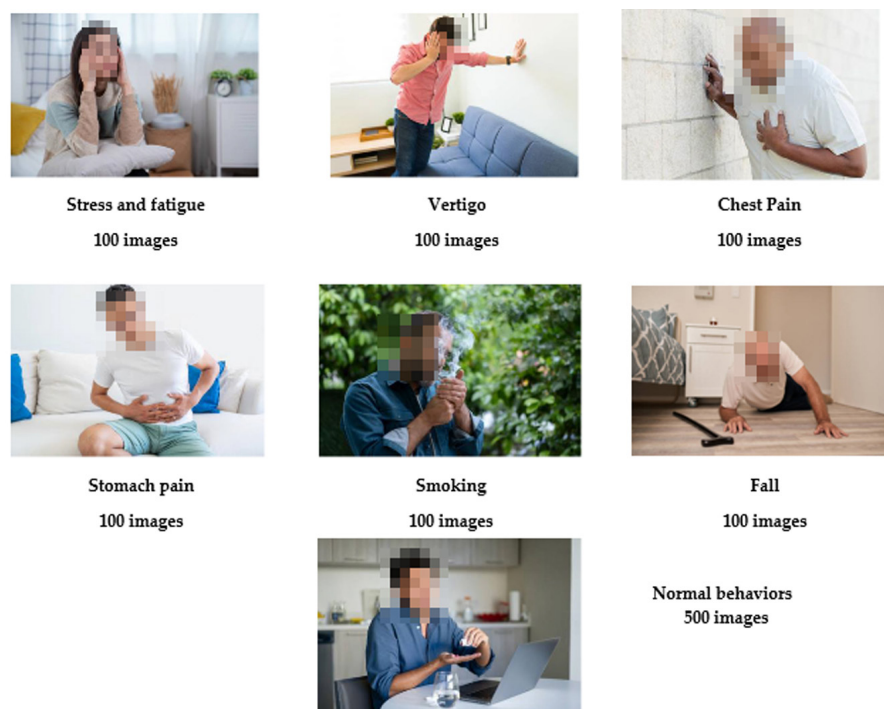 Stress and fatigue
100 images
Vertigo
100 images
Chest Pain
100 images
Stomach pain
100 images
Smoking
100 images
Fall
100 images
Normal behaviors
500 images